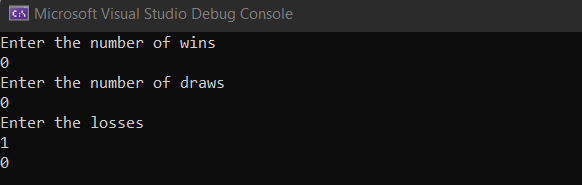 Microsoft Visual Studio Debug Console
Enter the number of wins
0
Enter the number of draws
0
Enter the losses
1
0